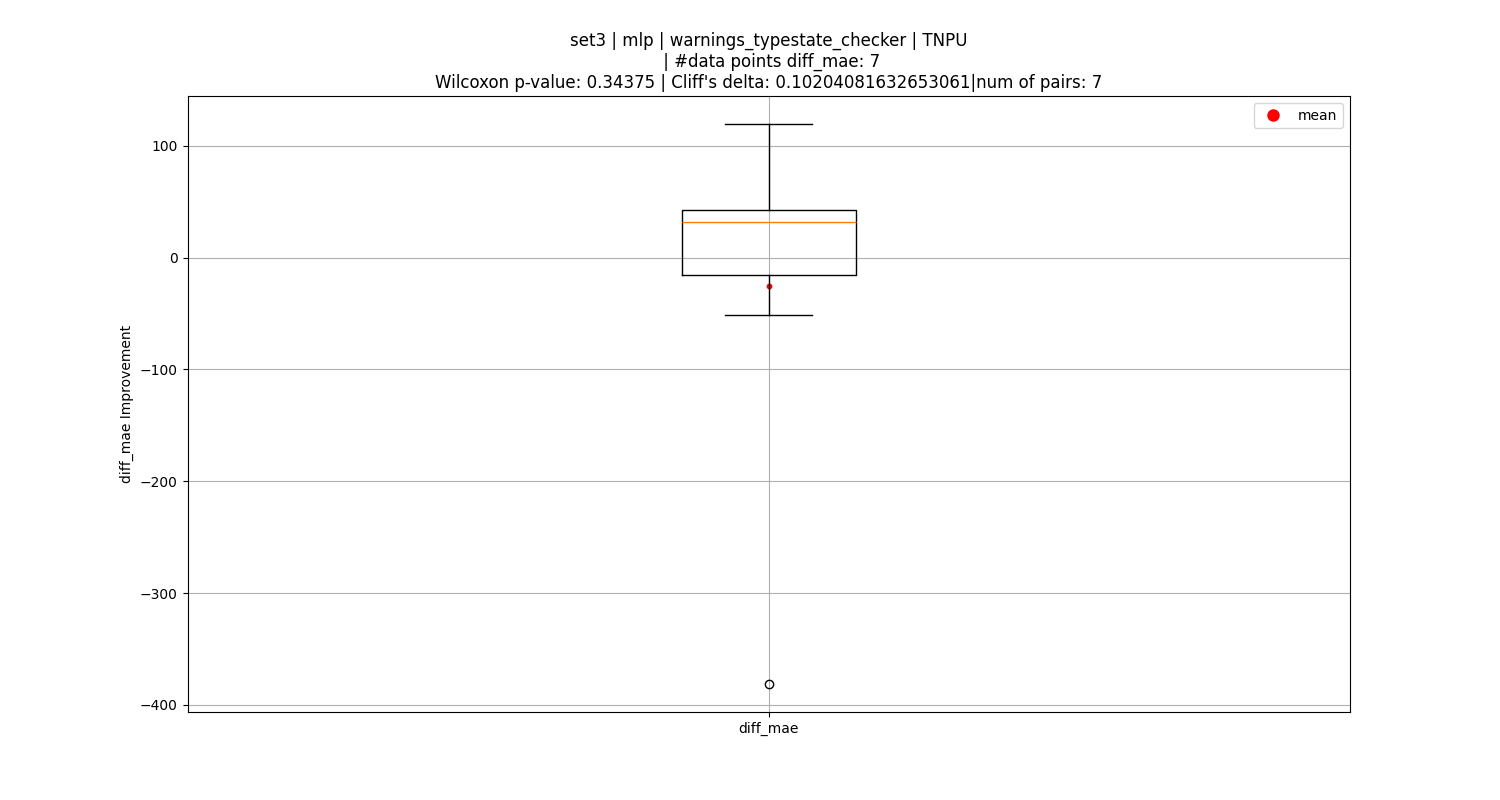 set3 | mlp | warnings_typestate_checker | TNPU
| #data points diff_mae: 7
Wilcoxon p-value: 0.34375 | Cliff's delta: 0.10204081632653061|num of pairs: 7
mean
100
0
−100
−200
−300
−400
diff_mae Improvement
diff_mae